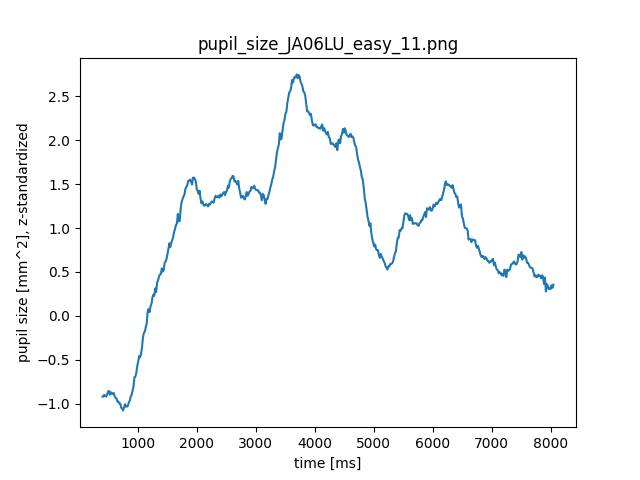 pupil_size_JA06LU_easy_11.png
pupil size [mm^2], z-standardized
2.5
2.0
1.5
1.0
0.5
0.0
−0.5
−1.0
1000 2000 3000 4000 5000 6000 7000 8000
time [ms]